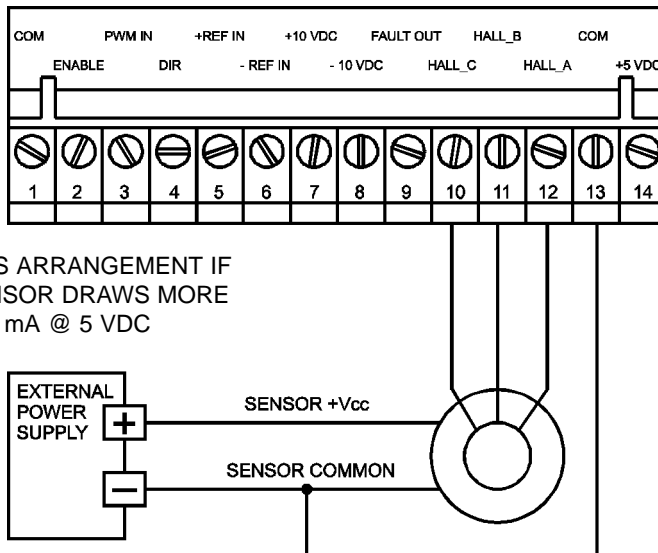 COM PWM IN +REF IN +10 VDC FAULT OUT HALL_B COM
ENABLE DIR - REF IN - 10 VDC HALL_C HALL_A +5 VDC
1 2 3 4 5 6 7 8 9 10 11 12 13 14
S ARRANGEMENT IF
NSOR DRAWS MORE
mA @ 5 VDC
EXTERNAL
POWER
SUPPLY
+
SENSOR +Vcc
−
SENSOR COMMON